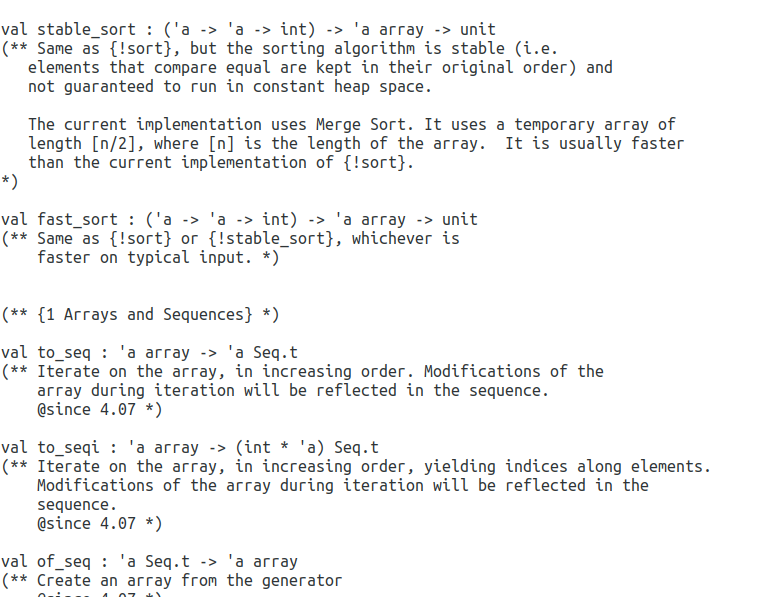 val stable_sort : ('a -> 'a -> int) -> 'a array -> unit
(** Same as {!sort}, but the sorting algorithm is stable (i.e.
   elements that compare equal are kept in their original order) and
   not guaranteed to run in constant heap space.

   The current implementation uses Merge Sort. It uses a temporary array of
   length [n/2], where [n] is the length of the array.  It is usually faster
   than the current implementation of {!sort}.
*)

val fast_sort : ('a -> 'a -> int) -> 'a array -> unit
(** Same as {!sort} or {!stable_sort}, whichever is
    faster on typical input. *)


(** {1 Arrays and Sequences} *)

val to_seq : 'a array -> 'a Seq.t
(** Iterate on the array, in increasing order. Modifications of the
    array during iteration will be reflected in the sequence.
    @since 4.07 *)

val to_seqi : 'a array -> (int * 'a) Seq.t
(** Iterate on the array, in increasing order, yielding indices along elements.
    Modifications of the array during iteration will be reflected in the
    sequence.
    @since 4.07 *)

val of_seq : 'a Seq.t -> 'a array
(** Create an array from the generator
    @since 4.07 *)